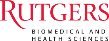 RUTGERS
BIOMEDICAL AND
HEALTH SCIENCES